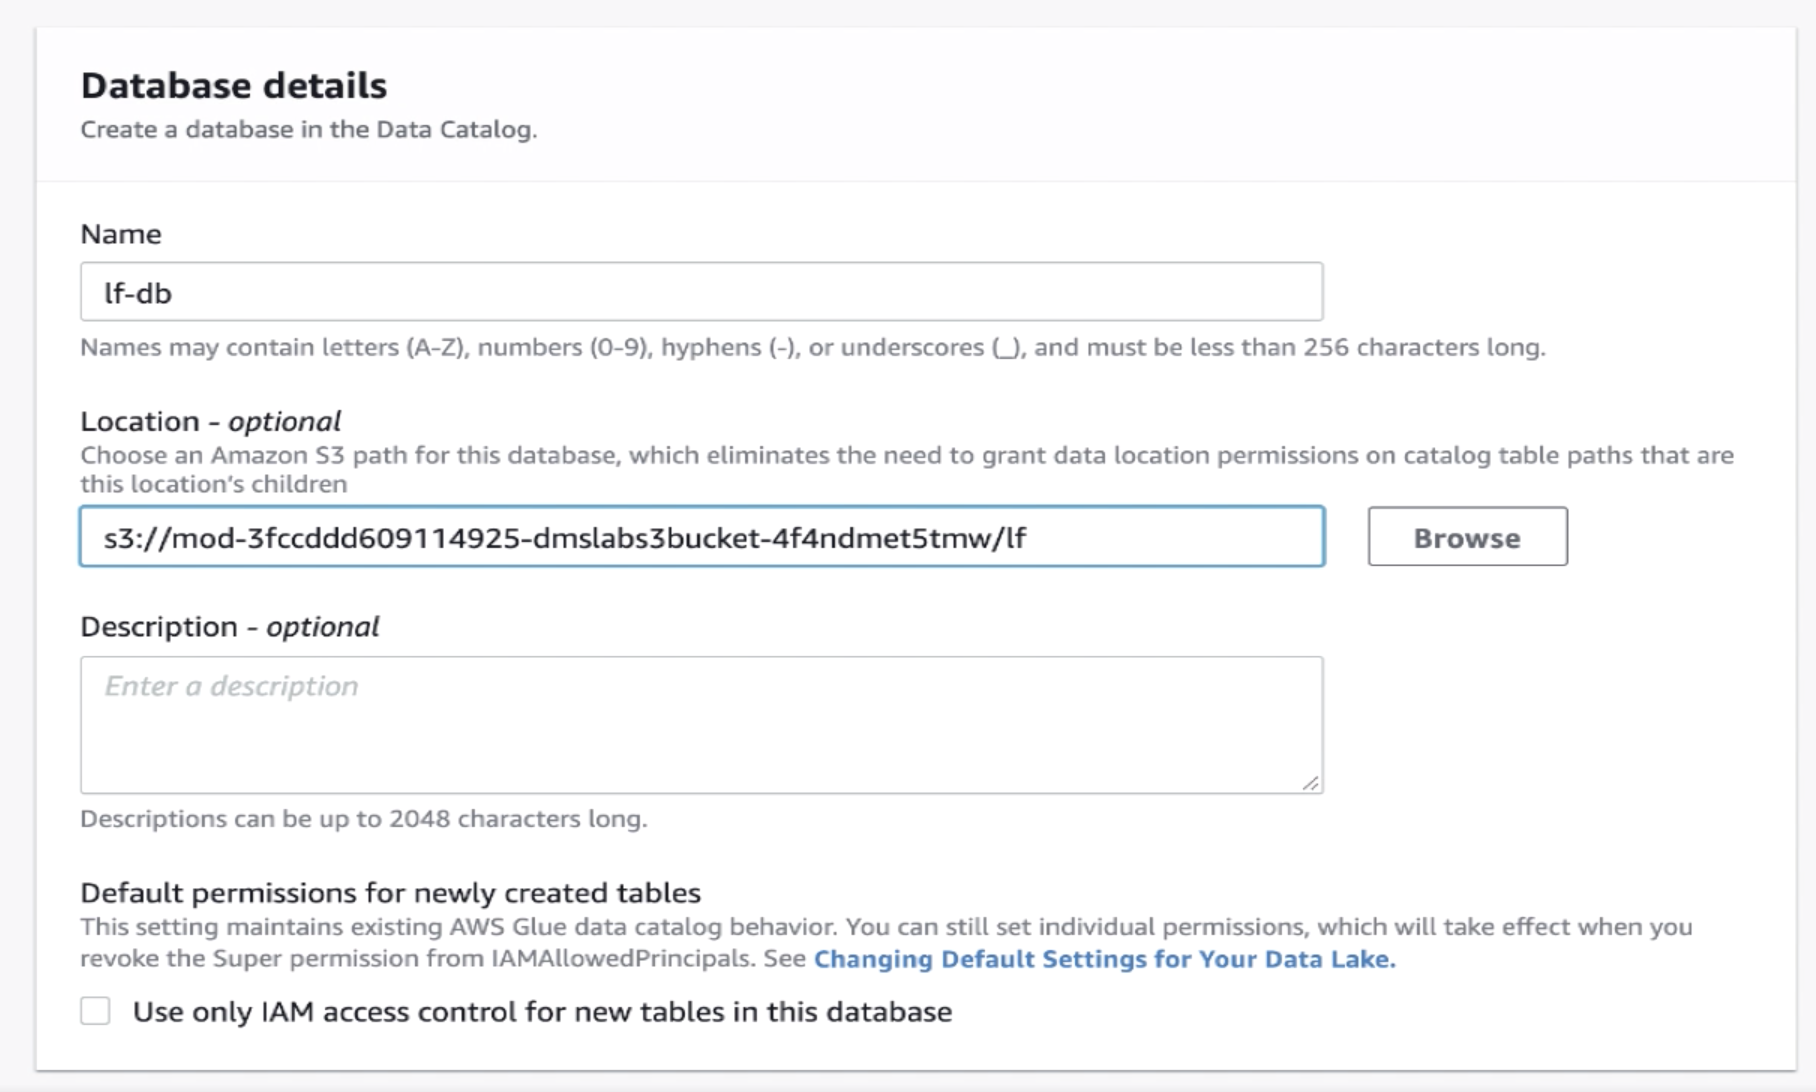 Database details
Create a database in the Data Catalog.
Name
lf-db
Names may contain letters (A-Z), numbers (0-9), hyphens (-), or underscores (_), and must be less than 256 characters long.
Location - optional
Choose an Amazon S3 path for this database, which eliminates the need to grant data location permissions on catalog table paths that are
this location's children
s3://mod-3fccddd609114925-dmslabs3bucket-4f4ndmet5tmw/lf
Browse
Description - optional
Enter a description
Descriptions can be up to 2048 characters long.
Default permissions for newly created tables
This setting maintains existing AWS Glue data catalog behavior. You can still set individual permissions, which will take effect when you
revoke the Super permission from IAMAllowedPrincipals. See Changing Default Settings for Your Data Lake.
Use only IAM access control for new tables in this database